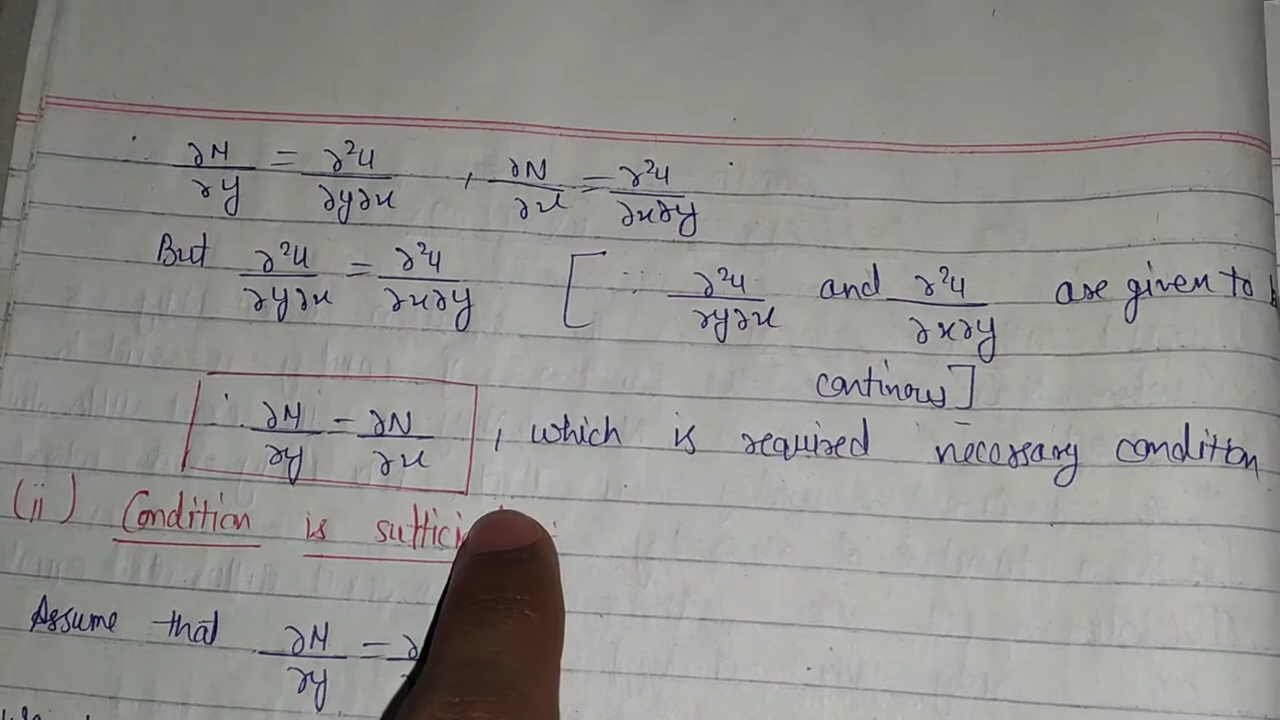 ∴ ∂M/∂y = ∂²u/∂y∂x , ∂N/∂x = ∂²u/∂x∂y
But ∂²u/∂y∂x = ∂²u/∂x∂y [∵ ∂²u/∂y∂x and ∂²u/∂x∂y are given to
continous]
∴ ∂M/∂y = ∂N/∂x , which is required necessary condition
(ii) Condition is
Assume that ∂M/∂y =